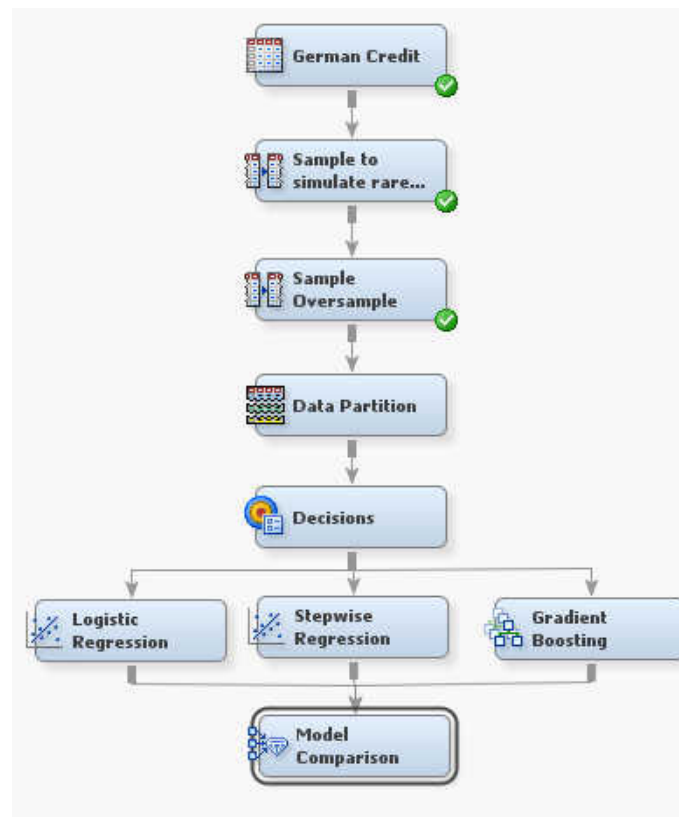 German Credit
Sample to
simulate rare...
Sample
Oversample
Data Partition
Decisions
Logistic
Regression
Stepwise
Regression
Gradient
Boosting
Model
Comparison